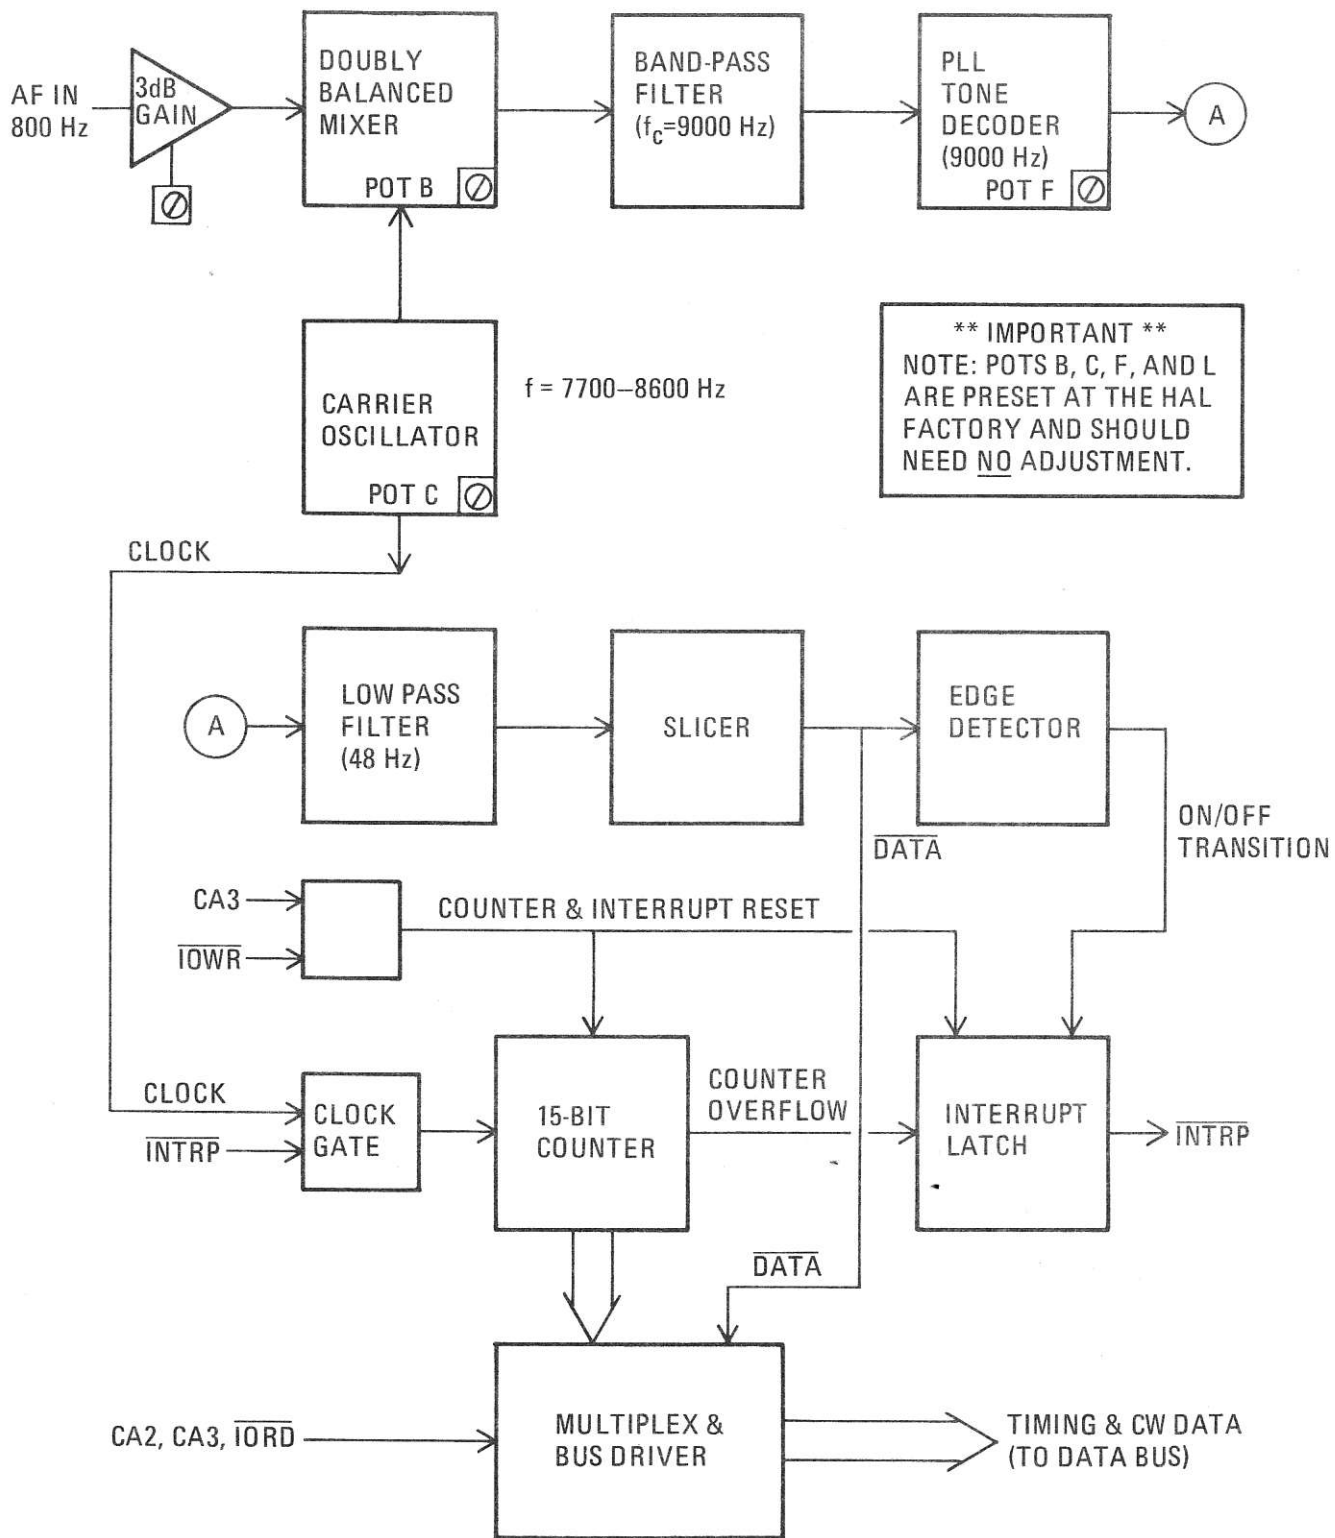 AF IN
800 Hz
3dB
GAIN
DOUBLY
BALANCED
MIXER
POT B
BAND-PASS
FILTER
(fc=9000 Hz)
PLL
TONE
DECODER
(9000 Hz)
POT F
A
CARRIER
OSCILLATOR
POT C
f = 7700–8600 Hz
** IMPORTANT **
NOTE: POTS B, C, F, AND L
ARE PRESET AT THE HAL
FACTORY AND SHOULD
NEED NO ADJUSTMENT.
CLOCK
A
LOW PASS
FILTER
(48 Hz)
SLICER
EDGE
DETECTOR
DATA
ON/OFF
TRANSITION
CA3
IOWR
COUNTER & INTERRUPT RESET
CLOCK
INTRP
CLOCK
GATE
15-BIT
COUNTER
COUNTER
OVERFLOW
INTERRUPT
LATCH
INTRP
DATA
CA2, CA3, IORD
MULTIPLEX &
BUS DRIVER
TIMING & CW DATA
(TO DATA BUS)